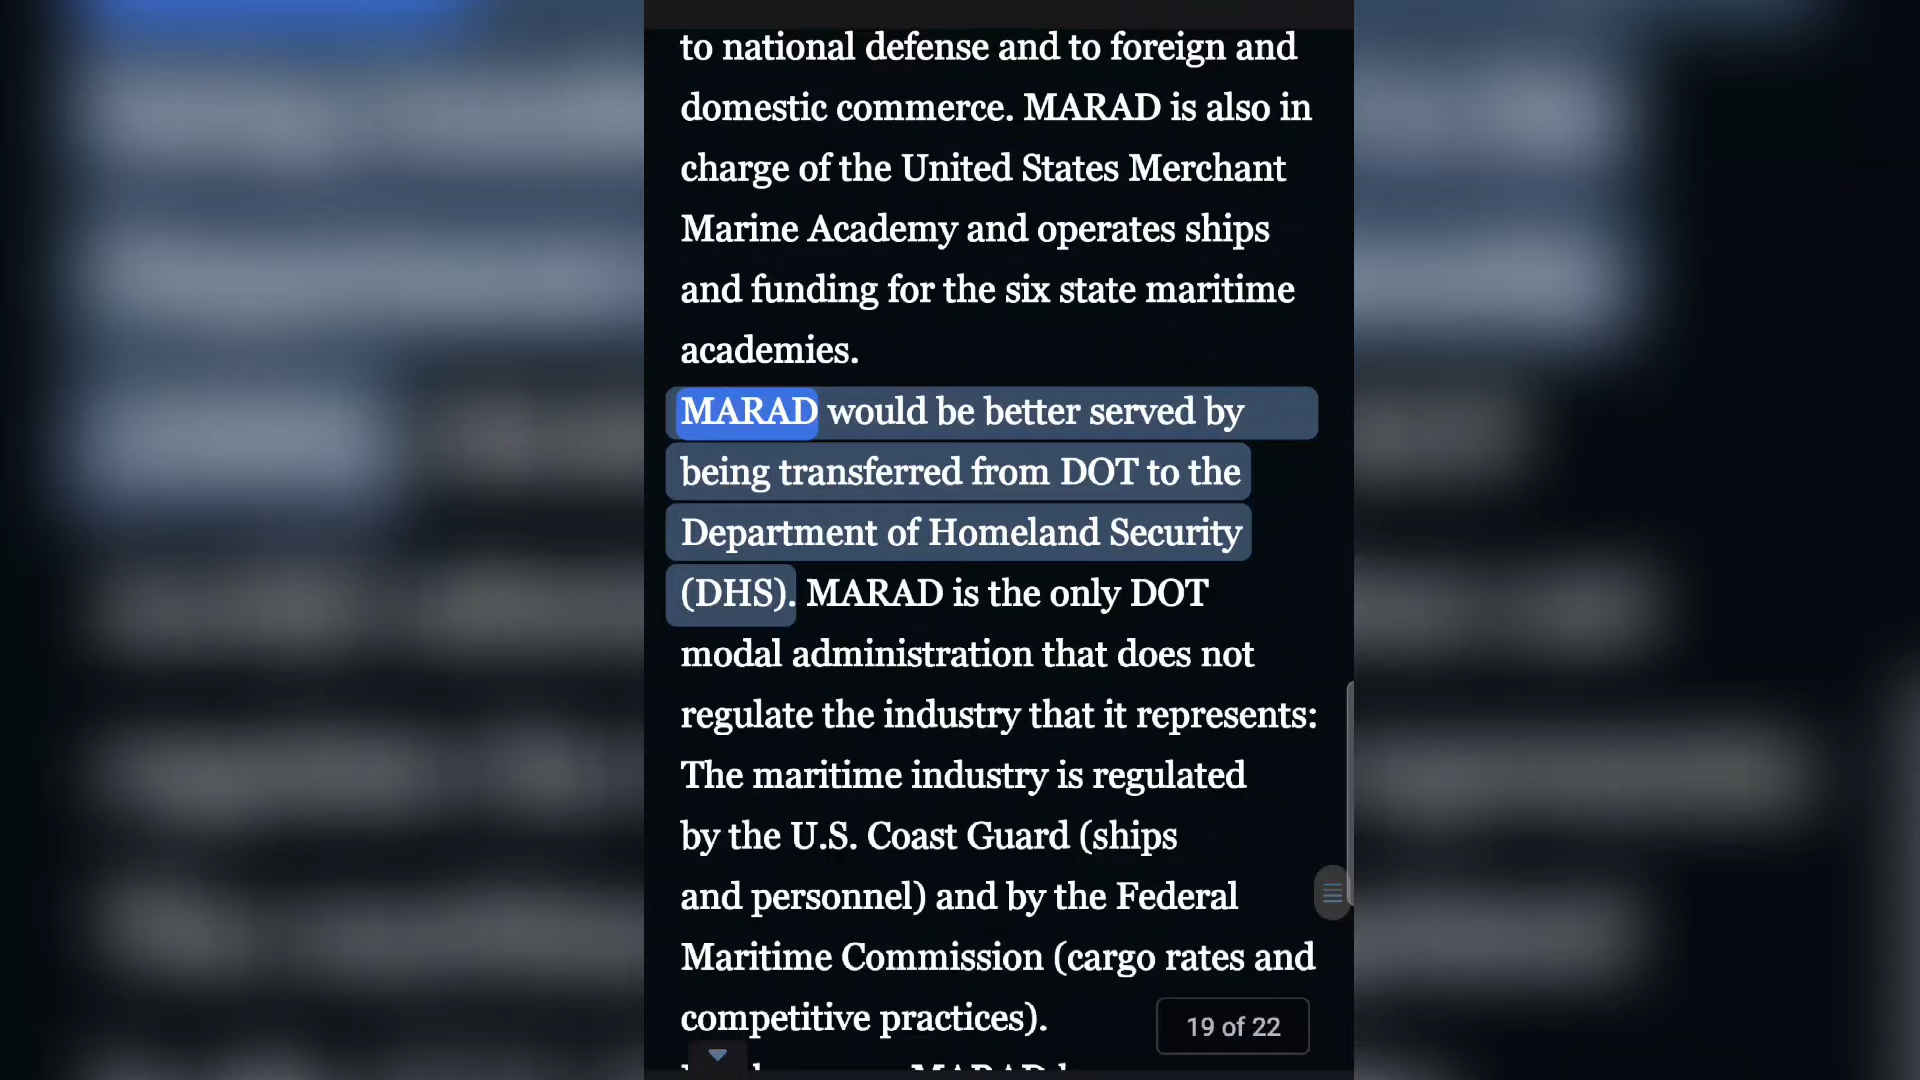 to national defense and to foreign and
domestic commerce. MARAD is also in
charge of the United States Merchant
Marine Academy and operates ships
and funding for the six state maritime
academies.
MARAD would be better served by
being transferred from DOT to the
Department of Homeland Security
(DHS). MARAD is the only DOT
modal administration that does not
regulate the industry that it represents:
The maritime industry is regulated
by the U.S. Coast Guard (ships
and personnel) and by the Federal
Maritime Commission (cargo rates and
competitive practices).
19 of 22
MARAD